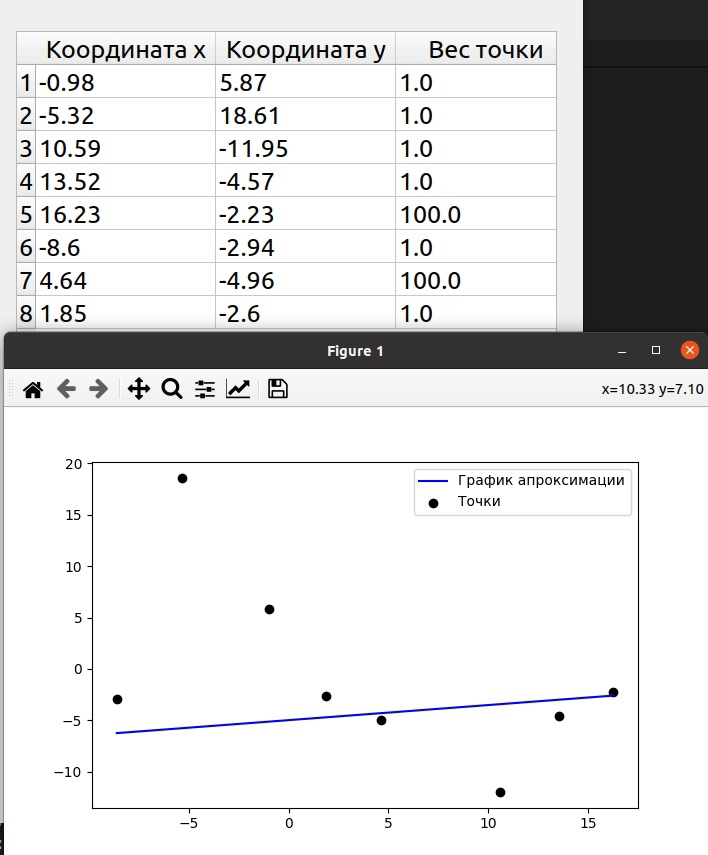 Координата x Координата y Вес точки
1 -0.98 5.87 1.0
2 -5.32 18.61 1.0
3 10.59 -11.95 1.0
4 13.52 -4.57 1.0
5 16.23 -2.23 100.0
6 -8.6 -2.94 1.0
7 4.64 -4.96 100.0
8 1.85 -2.6 1.0
Figure 1
x=10.33 y=7.10
График апроксимации
Точки
20
15
10
5
0
−5
−10
−5 0 5 10 15